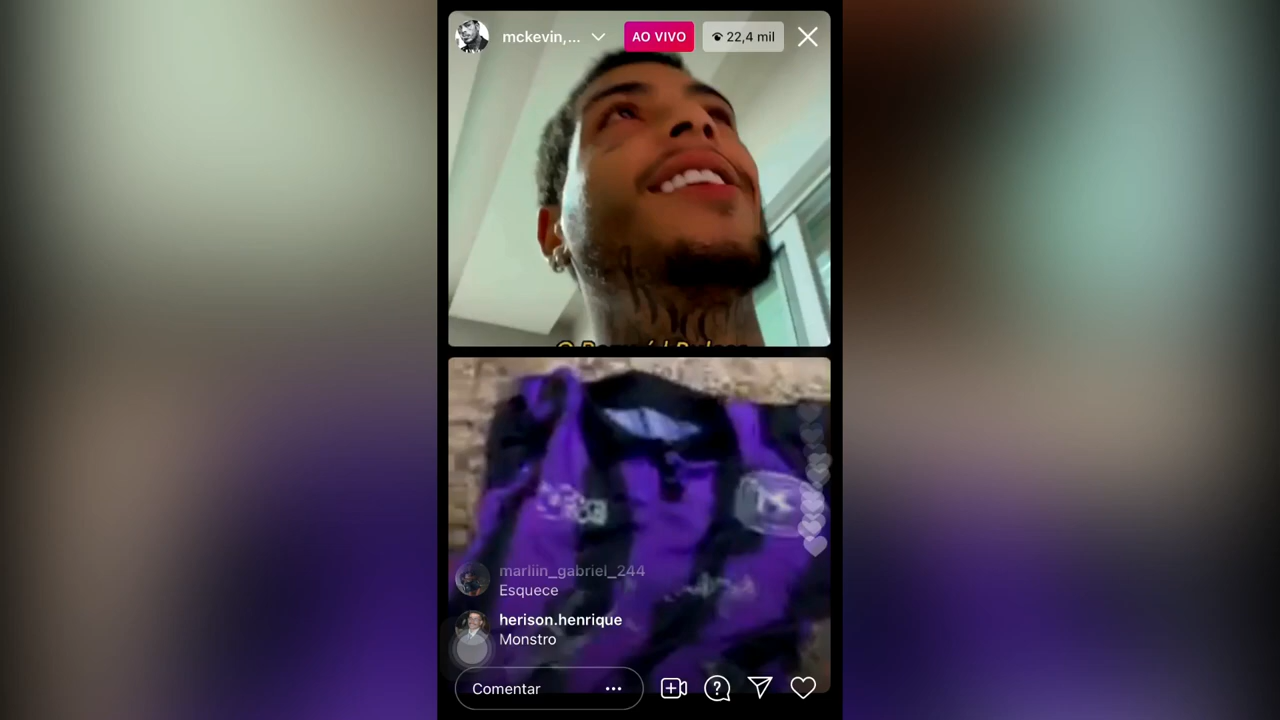 mckevin,...
AO VIVO
22,4 mil
marliin_gabriel_244
Esquece
herison.henrique
Monstro
Comentar